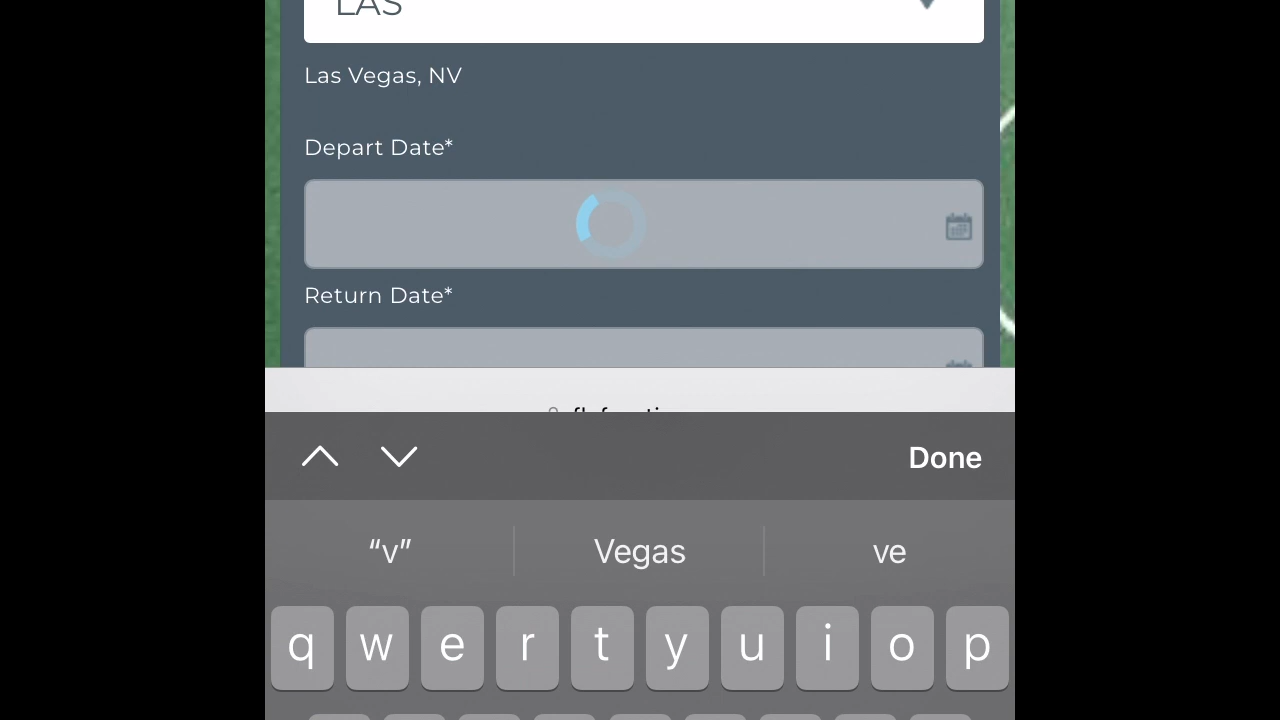 LAS
Las Vegas, NV
Depart Date*
Return Date*
Done
“v” Vegas ve
q w e r t y u i o p